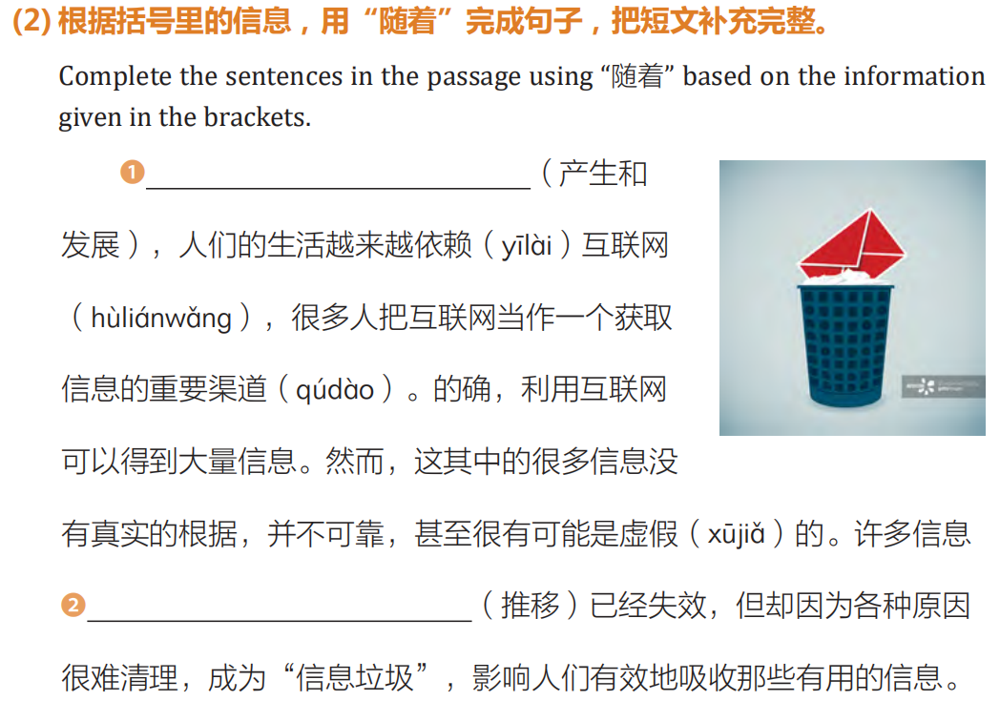 (2) 根据括号里的信息，用“随着”完成句子，把短文补充完整。
Complete the sentences in the passage using “随着” based on the information
given in the brackets.
❶____________________（产生和
发展），人们的生活越来越依赖（yīlài）互联网
（hùliánwǎng），很多人把互联网当作一个获取
信息的重要渠道（qúdào）。的确，利用互联网
可以得到大量信息。然而，这其中的很多信息没
有真实的根据，并不可靠，甚至很有可能是虚假（xūjiǎ）的。许多信息
❷____________________（推移）已经失效，但却因为各种原因
很难清理，成为“信息垃圾”，影响人们有效地吸收那些有用的信息。